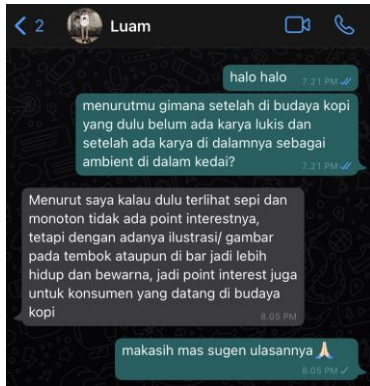 2 Luam
halo halo 7.21 PM
menurutmu gimana setelah di budaya kopi
yang dulu belum ada karya lukis dan
setelah ada karya di dalamnya sebagai
ambient di dalam kedai? 7.21 PM
Menurut saya kalau dulu terlihat sepi dan
monoton tidak ada point interestnya,
tetapi dengan adanya ilustrasi/ gambar
pada tembok ataupun di bar jadi lebih
hidup dan bewarna, jadi point interest juga
untuk konsumen yang datang di budaya
kopi 8.05 PM
makasih mas sugen ulasannya 🙏🏻
8.05 PM